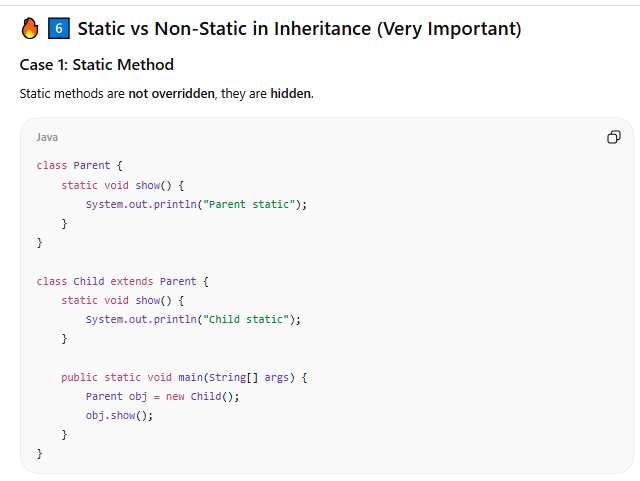 🔥 6️⃣ Static vs Non-Static in Inheritance (Very Important)
Case 1: Static Method
Static methods are not overridden, they are hidden.
Java
class Parent {
    static void show() {
        System.out.println("Parent static");
    }
}

class Child extends Parent {
    static void show() {
        System.out.println("Child static");
    }

    public static void main(String[] args) {
        Parent obj = new Child();
        obj.show();
    }
}